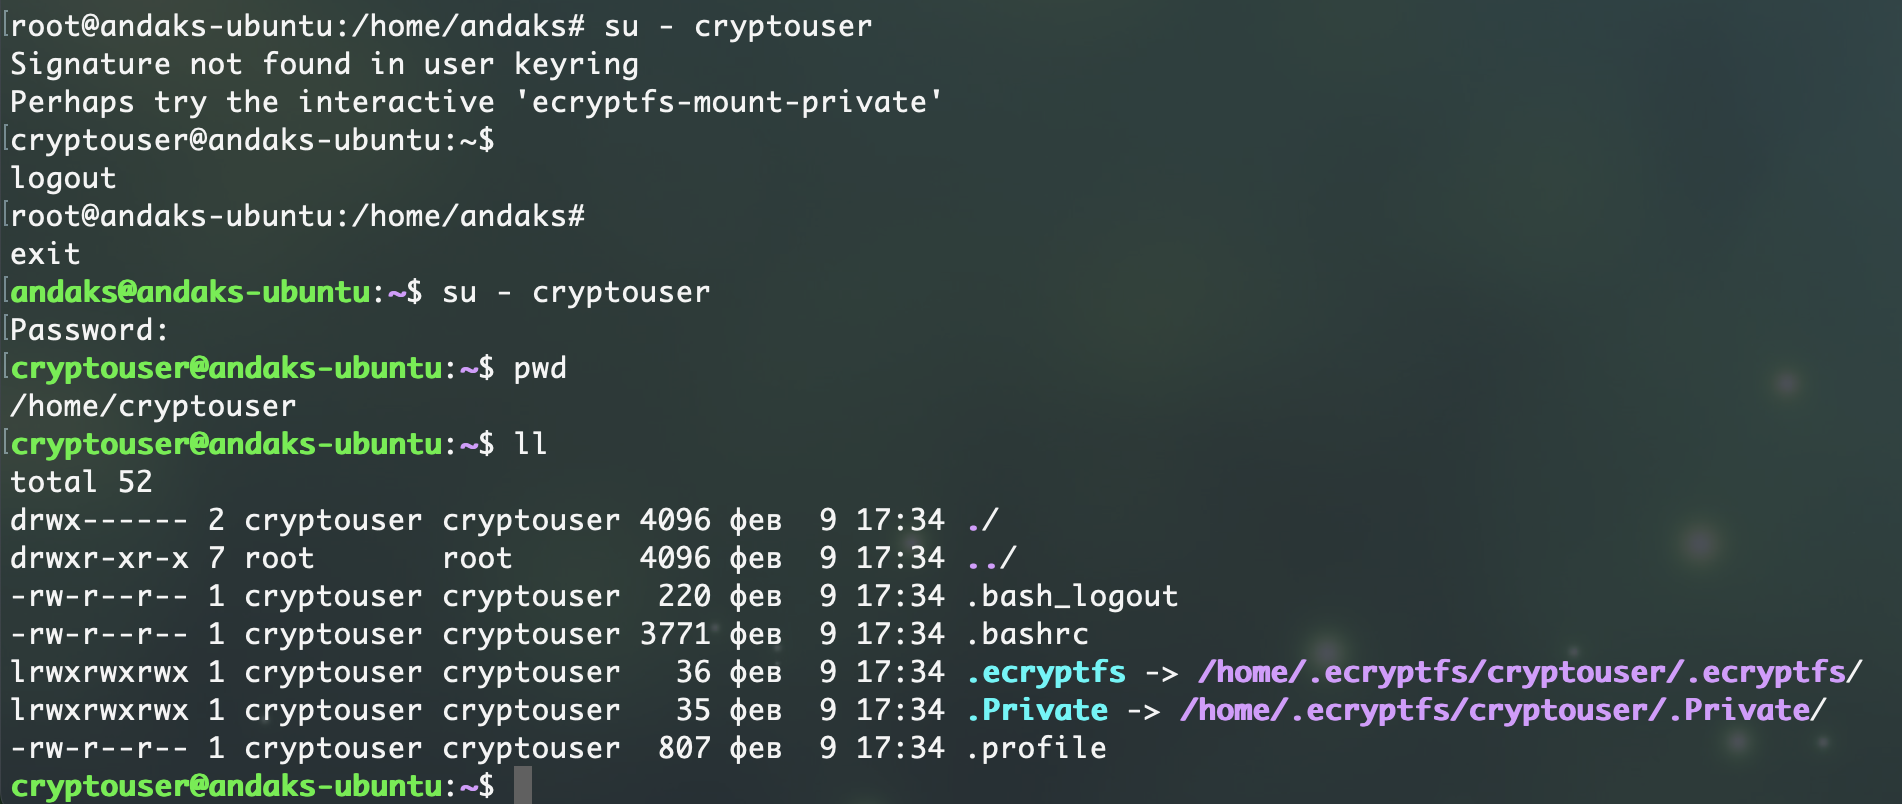 [root@andaks-ubuntu:/home/andaks# su - cryptouser
Signature not found in user keyring
Perhaps try the interactive 'ecryptfs-mount-private'
[cryptouser@andaks-ubuntu:~$
logout
[root@andaks-ubuntu:/home/andaks#
exit
[andaks@andaks-ubuntu:~$ su - cryptouser
[Password:
[cryptouser@andaks-ubuntu:~$ pwd
/home/cryptouser
[cryptouser@andaks-ubuntu:~$ ll
total 52
drwx------ 2 cryptouser cryptouser 4096 фев  9 17:34 ./
drwxr-xr-x 7 root       root       4096 фев  9 17:34 ../
-rw-r--r-- 1 cryptouser cryptouser  220 фев  9 17:34 .bash_logout
-rw-r--r-- 1 cryptouser cryptouser 3771 фев  9 17:34 .bashrc
lrwxrwxrwx 1 cryptouser cryptouser   36 фев  9 17:34 .ecryptfs -> /home/.ecryptfs/cryptouser/.ecryptfs/
lrwxrwxrwx 1 cryptouser cryptouser   35 фев  9 17:34 .Private -> /home/.ecryptfs/cryptouser/.Private/
-rw-r--r-- 1 cryptouser cryptouser  807 фев  9 17:34 .profile
cryptouser@andaks-ubuntu:~$